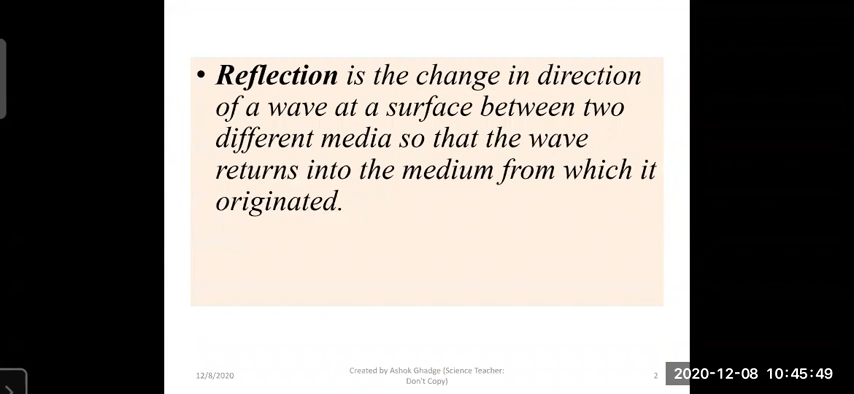 • Reflection is the change in direction
of a wave at a surface between two
different media so that the wave
returns into the medium from which it
originated.
12/8/2020
Created by Ashok Ghadge (Science Teacher:
Don't Copy)
2
2020-12-08 10:45:49